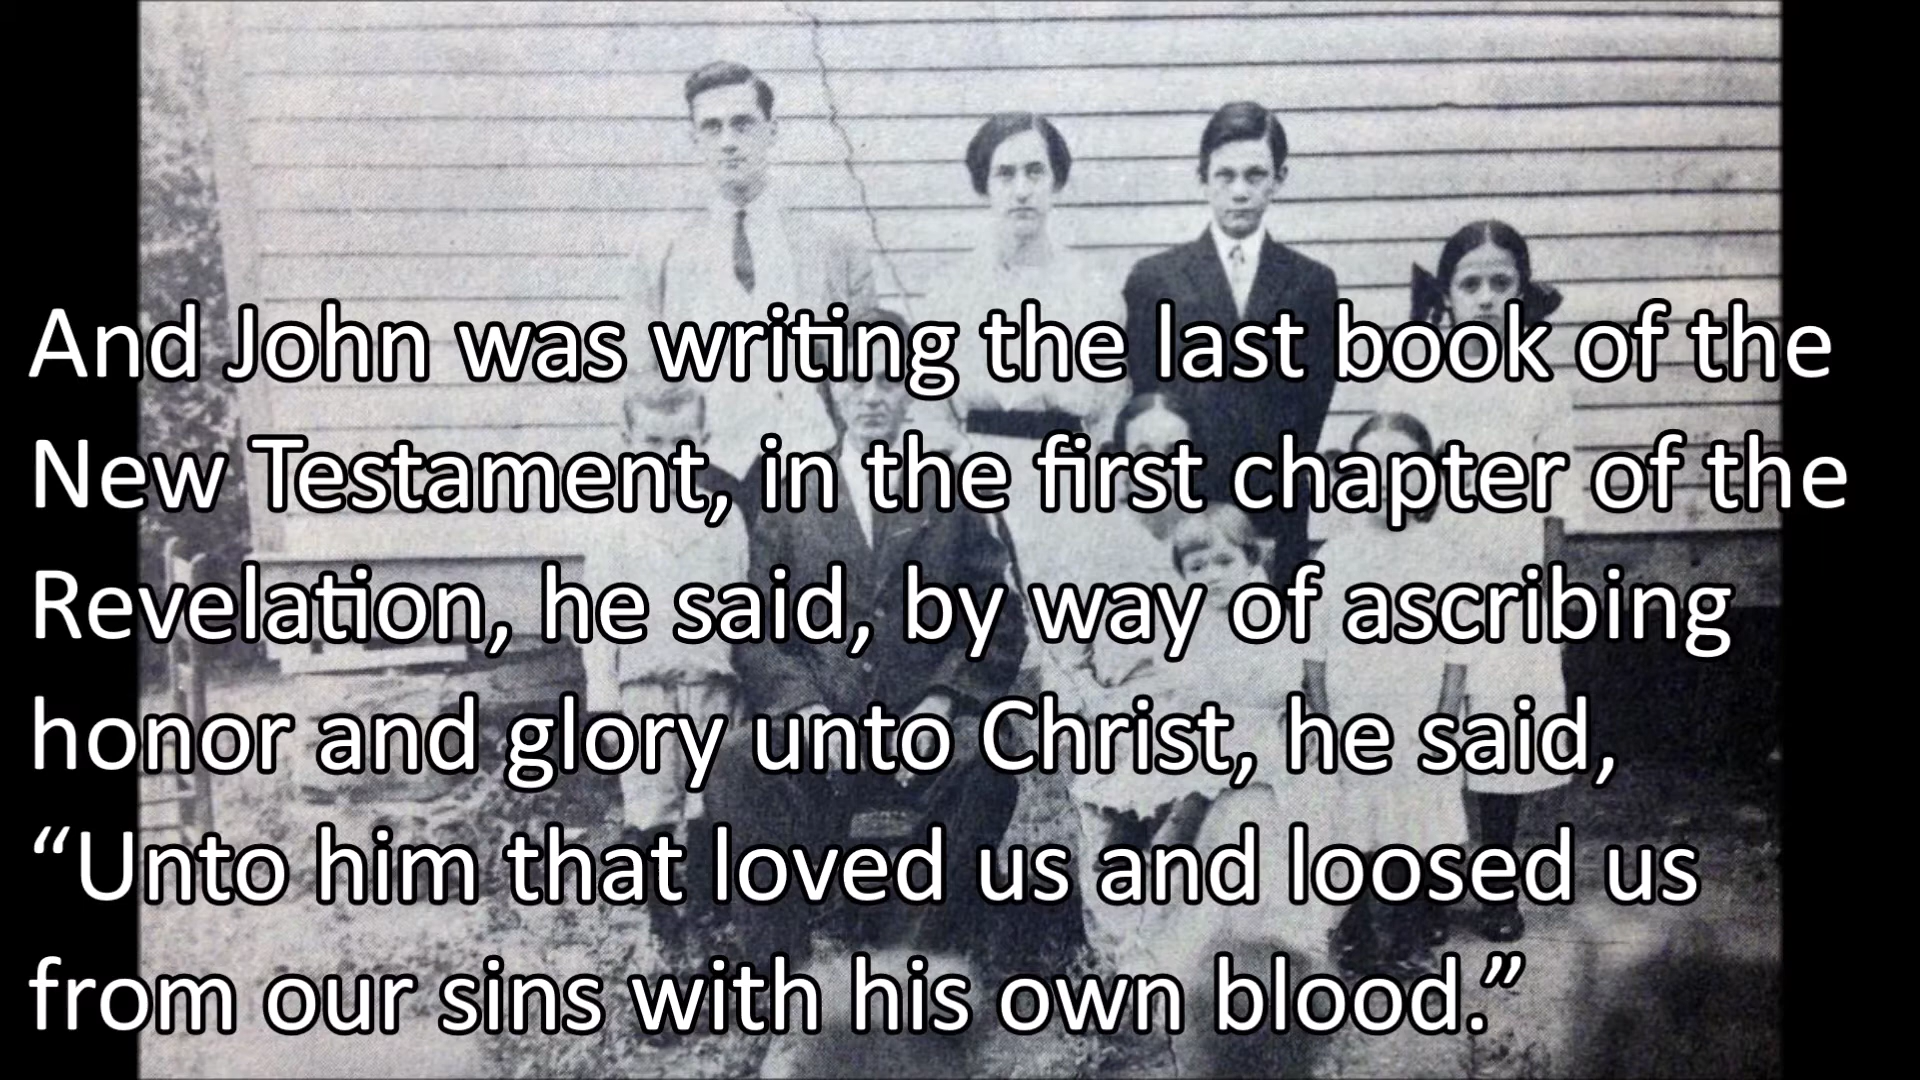 And John was writing the last book of the
New Testament, in the first chapter of the
Revelation, he said, by way of ascribing
honor and glory unto Christ, he said,
“Unto him that loved us and loosed us
from our sins with his own blood.”